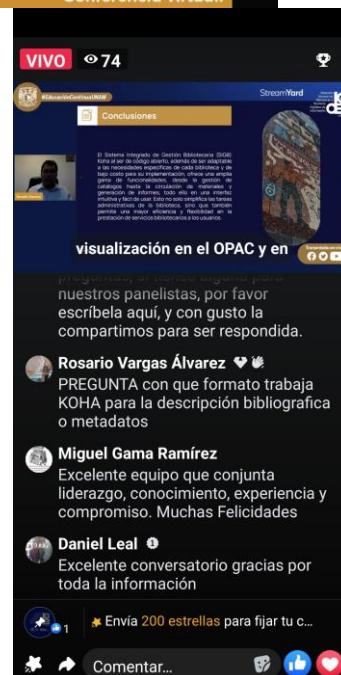 Conferencia virtual:
VIVO 74
#EducaciónContinuaUNAM
StreamYard
Conclusiones
El Sistema Integrado de Gestión Bibliotecaria (SIGB)
Koha al ser de código abierto, además de ser adaptable
a las necesidades específicas de cada biblioteca y de
bajo costo para su implementación, ofrece una amplia
gama de funcionalidades, desde la gestión de
catálogos hasta la circulación de materiales y
generación de informes, todo ello en una interfaz
intuitiva y fácil de usar. Esto no solo simplifica las tareas
administrativas de la biblioteca, sino que también
permite una mayor eficiencia y flexibilidad en la
prestación de servicios bibliotecarios a los usuarios.
visualización en el OPAC y en
preguntas, si tienes alguna para
nuestros panelistas, por favor
escríbela aquí, y con gusto la
compartimos para ser respondida.
Rosario Vargas Álvarez
PREGUNTA con que formato trabaja
KOHA para la descripción bibliografica
o metadatos
Miguel Gama Ramírez
Excelente equipo que conjunta
liderazgo, conocimiento, experiencia y
compromiso. Muchas Felicidades
Daniel Leal
Excelente conversatorio gracias por
toda la información
1
Envía 200 estrellas para fijar tu c...
Comentar...